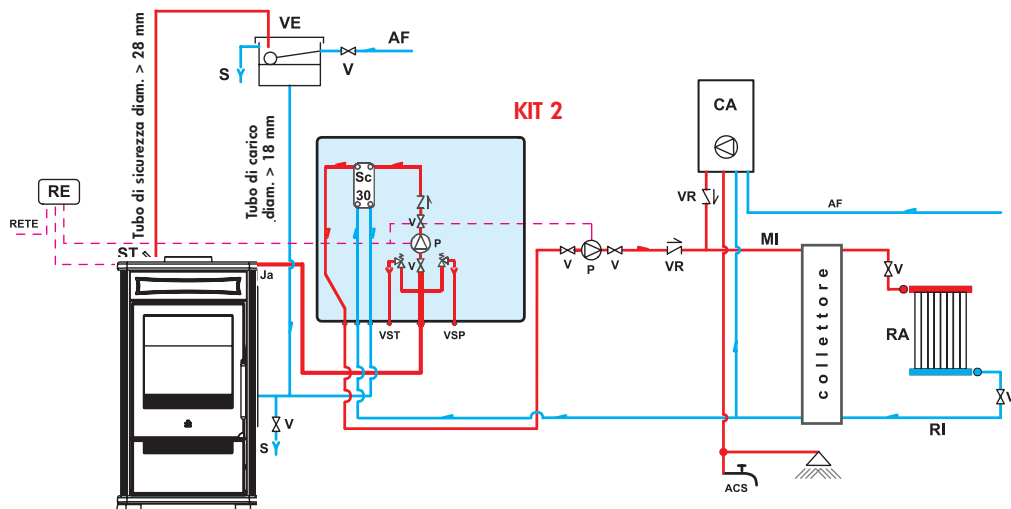 VE
AF
V
S
Tubo di sicurezza diam. > 28 mm
Tubo di carico
diam. > 18 mm
KIT 2
CA
RE
RETE
Sc
30
V
P
V
VR
AF
ST
Ja
V
P
V
VR
MI
V
VST
VSP
RA
collettore
V
V
S
RI
ACS